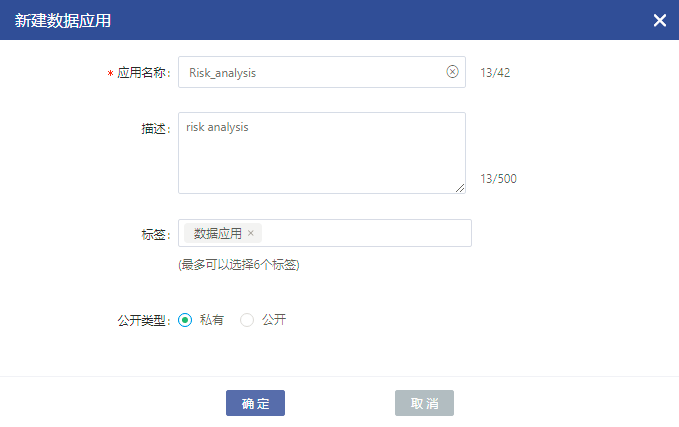 新建数据应用
* 应用名称: Risk_analysis 13/42
描述: risk analysis
13/500
标签: 数据应用 ×
(最多可以选择6个标签)
公开类型: 私有 公开
确定 取消